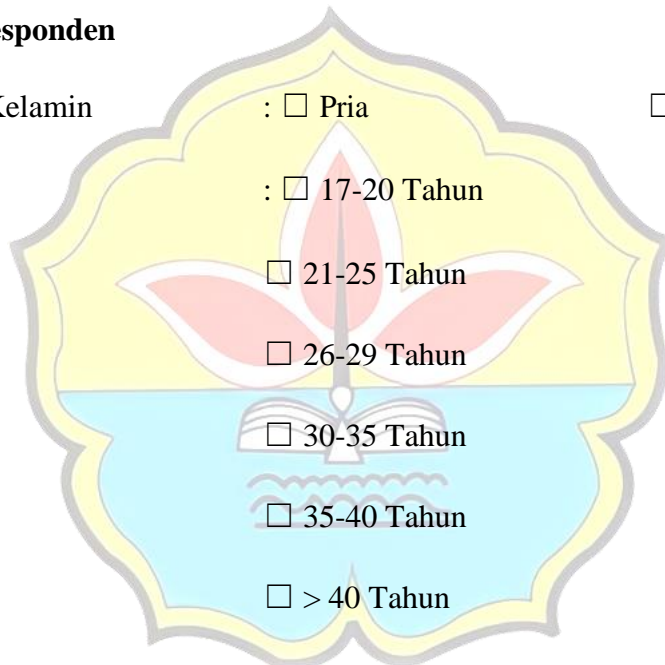 esponden
Kelamin : ☐ Pria ☐
: ☐ 17-20 Tahun
☐ 21-25 Tahun
☐ 26-29 Tahun
☐ 30-35 Tahun
☐ 35-40 Tahun
☐ > 40 Tahun